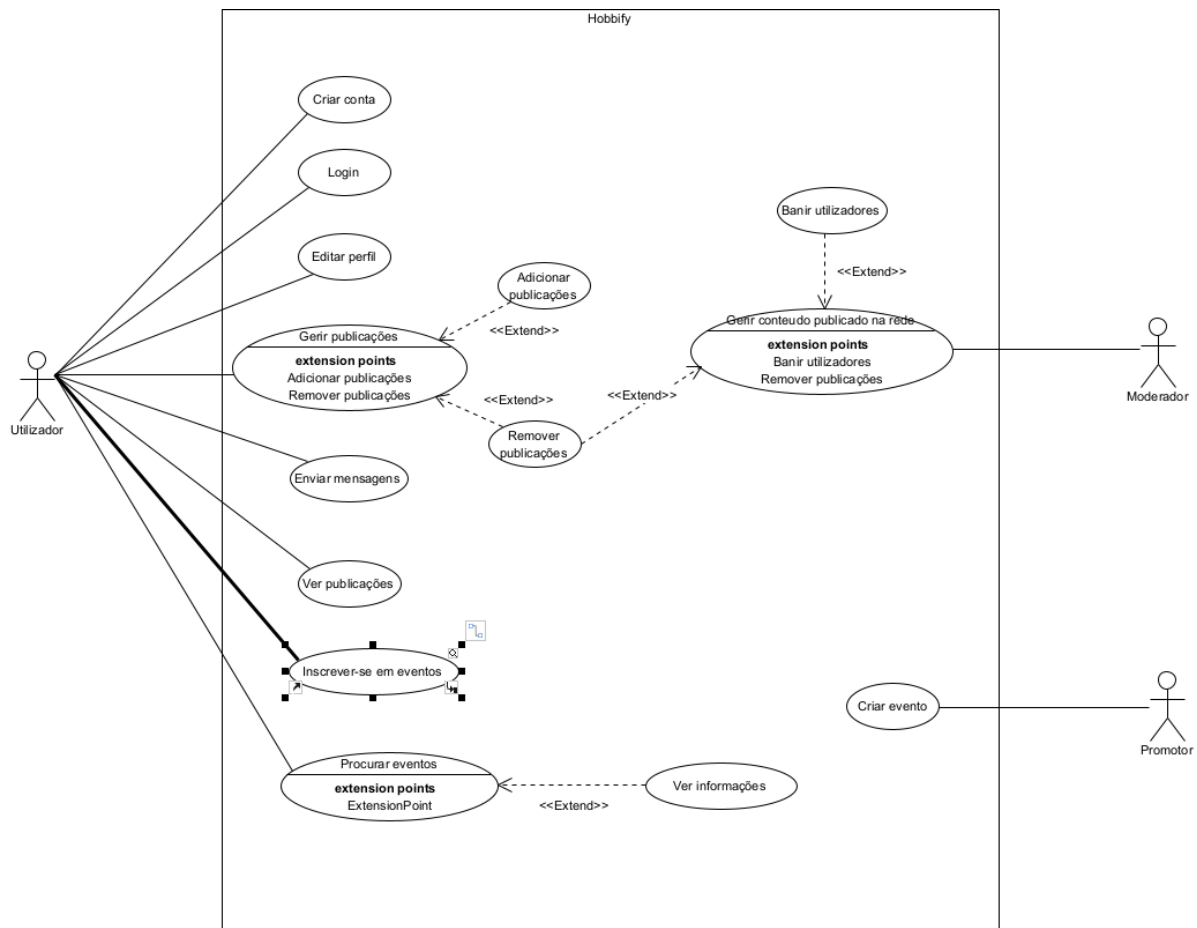 Hobbify
Criar conta
Login
Editar perfil
Adicionar
publicações
<<Extend>>
Gerir publicações
extension points
Adicionar publicações
Remover publicações
<<Extend>>
Remover
publicações
<<Extend>>
Banir utilizadores
<<Extend>>
Gerir conteudo publicado na rede
extension points
Banir utilizadores
Remover publicações
Moderador
Utilizador
Enviar mensagens
Ver publicações
Inscrever-se em eventos
Criar evento
Promotor
Procurar eventos
extension points
ExtensionPoint
<<Extend>>
Ver informações